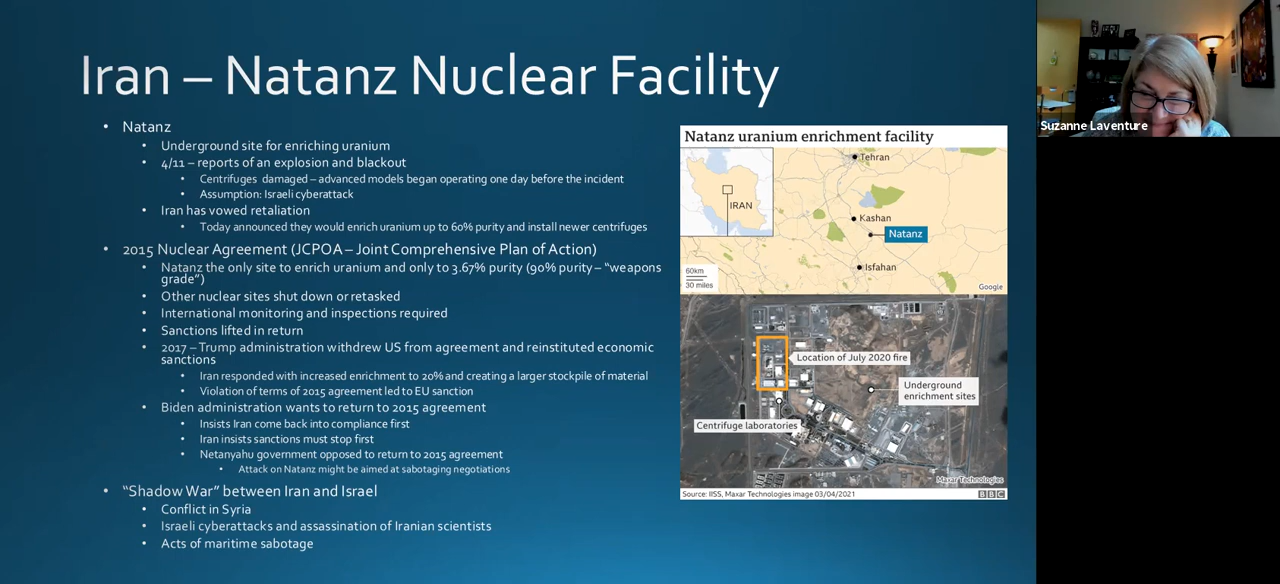 Iran – Natanz Nuclear Facility
• Natanz
• Underground site for enriching uranium
• 4/11 – reports of an explosion and blackout
• Centrifuges damaged – advanced models began operating one day before the incident
• Assumption: Israeli cyberattack
• Iran has vowed retaliation
• Today announced they would enrich uranium up to 60% purity and install newer centrifuges
• 2015 Nuclear Agreement (JCPOA – Joint Comprehensive Plan of Action)
• Natanz the only site to enrich uranium and only to 3.67% purity (90% purity – “weapons
grade”)
• Other nuclear sites shut down or retasked
• International monitoring and inspections required
• Sanctions lifted in return
• 2017 – Trump administration withdrew US from agreement and reinstituted economic
sanctions
• Iran responded with increased enrichment to 20% and creating a larger stockpile of material
• Violation of terms of 2015 agreement led to EU sanction
• Biden administration wants to return to 2015 agreement
• Insists Iran come back into compliance first
• Iran insists sanctions must stop first
• Netanyahu government opposed to return to 2015 agreement
• Attack on Natanz might be aimed at sabotaging negotiations
• “Shadow War” between Iran and Israel
• Conflict in Syria
• Israeli cyberattacks and assassination of Iranian scientists
• Acts of maritime sabotage
Natanz uranium enrichment facility
Tehran
IRAN
Kashan
Natanz
Isfahan
60km
30 miles
Google
Location of July 2020 fire
Underground
enrichment sites
Centrifuge laboratories
Maxar Technologies
Source: IISS, Maxar Technologies image 03/04/2021
BBC
Suzanne Laventure